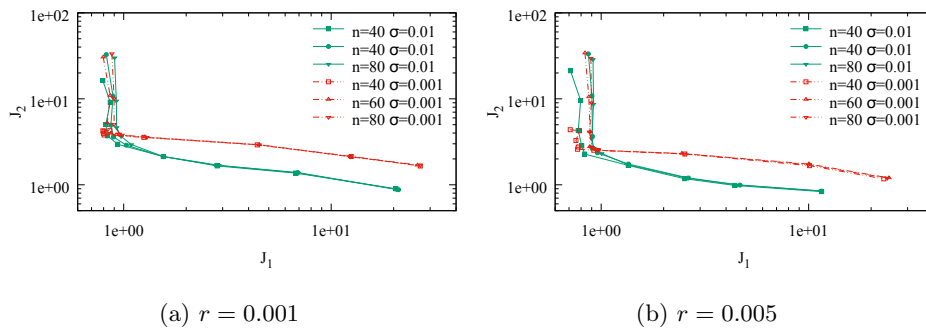 1e+02
1e+01
1e+00
J2
1e+00
1e+01
J1
n=40 σ=0.01
n=40 σ=0.01
n=80 σ=0.01
n=40 σ=0.001
n=60 σ=0.001
n=80 σ=0.001
(a) r = 0.001
1e+02
1e+01
1e+00
J2
1e+00
1e+01
J1
n=40 σ=0.01
n=40 σ=0.01
n=80 σ=0.01
n=40 σ=0.001
n=60 σ=0.001
n=80 σ=0.001
(b) r = 0.005